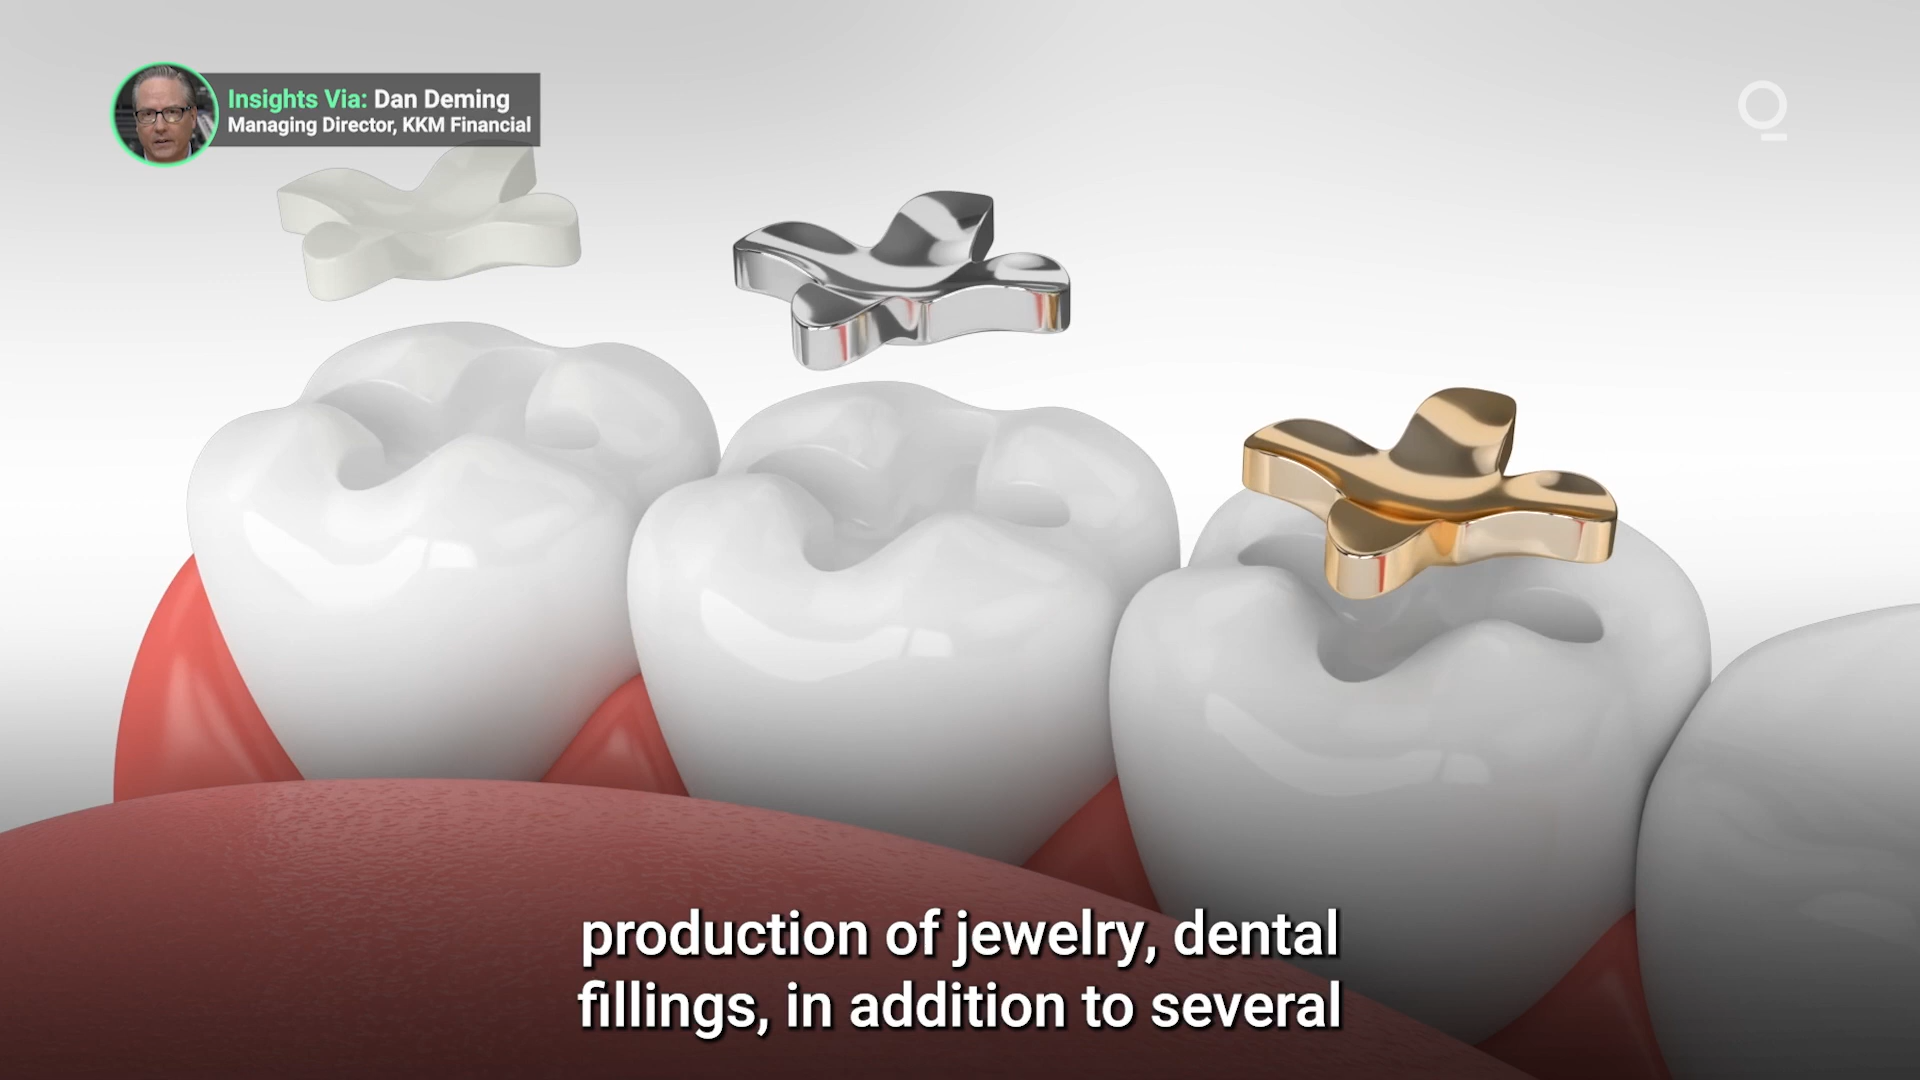 Insights Via: Dan Deming
Managing Director, KKM Financial
production of jewelry, dental
fillings, in addition to several